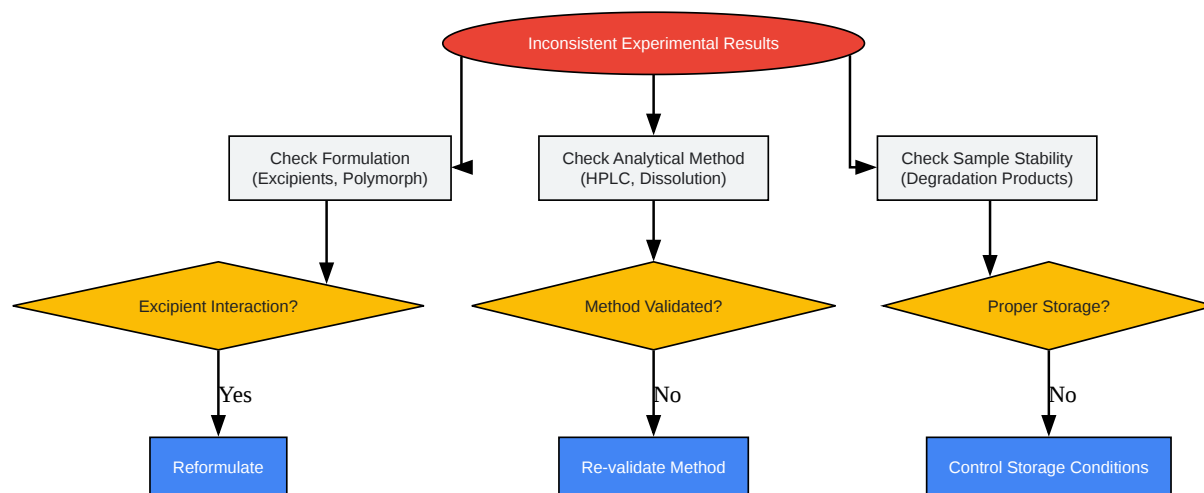 Inconsistent Experimental Results
Check Formulation
(Excipients, Polymorph)
Check Analytical Method
(HPLC, Dissolution)
Check Sample Stability
(Degradation Products)
Excipient Interaction?
Method Validated?
Proper Storage?
Yes
No
No
Reformulate
Re-validate Method
Control Storage Conditions